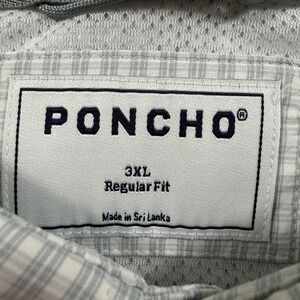 PONCHO®
3XL
Regular Fit
Made in Sri Lanka